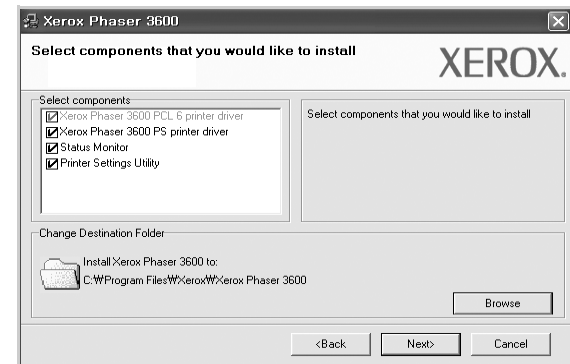 Xerox Phaser 3600
Select components that you would like to install
XEROX.
Select components
Xerox Phaser 3600 PCL 6 printer driver
Xerox Phaser 3600 PS printer driver
Status Monitor
Printer Settings Utility
Select components that you would like to install
Change Destination Folder
Install Xerox Phaser 3600 to:
C:₩Program Files₩Xerox₩Xerox Phaser 3600
Browse
<Back
Next>
Cancel